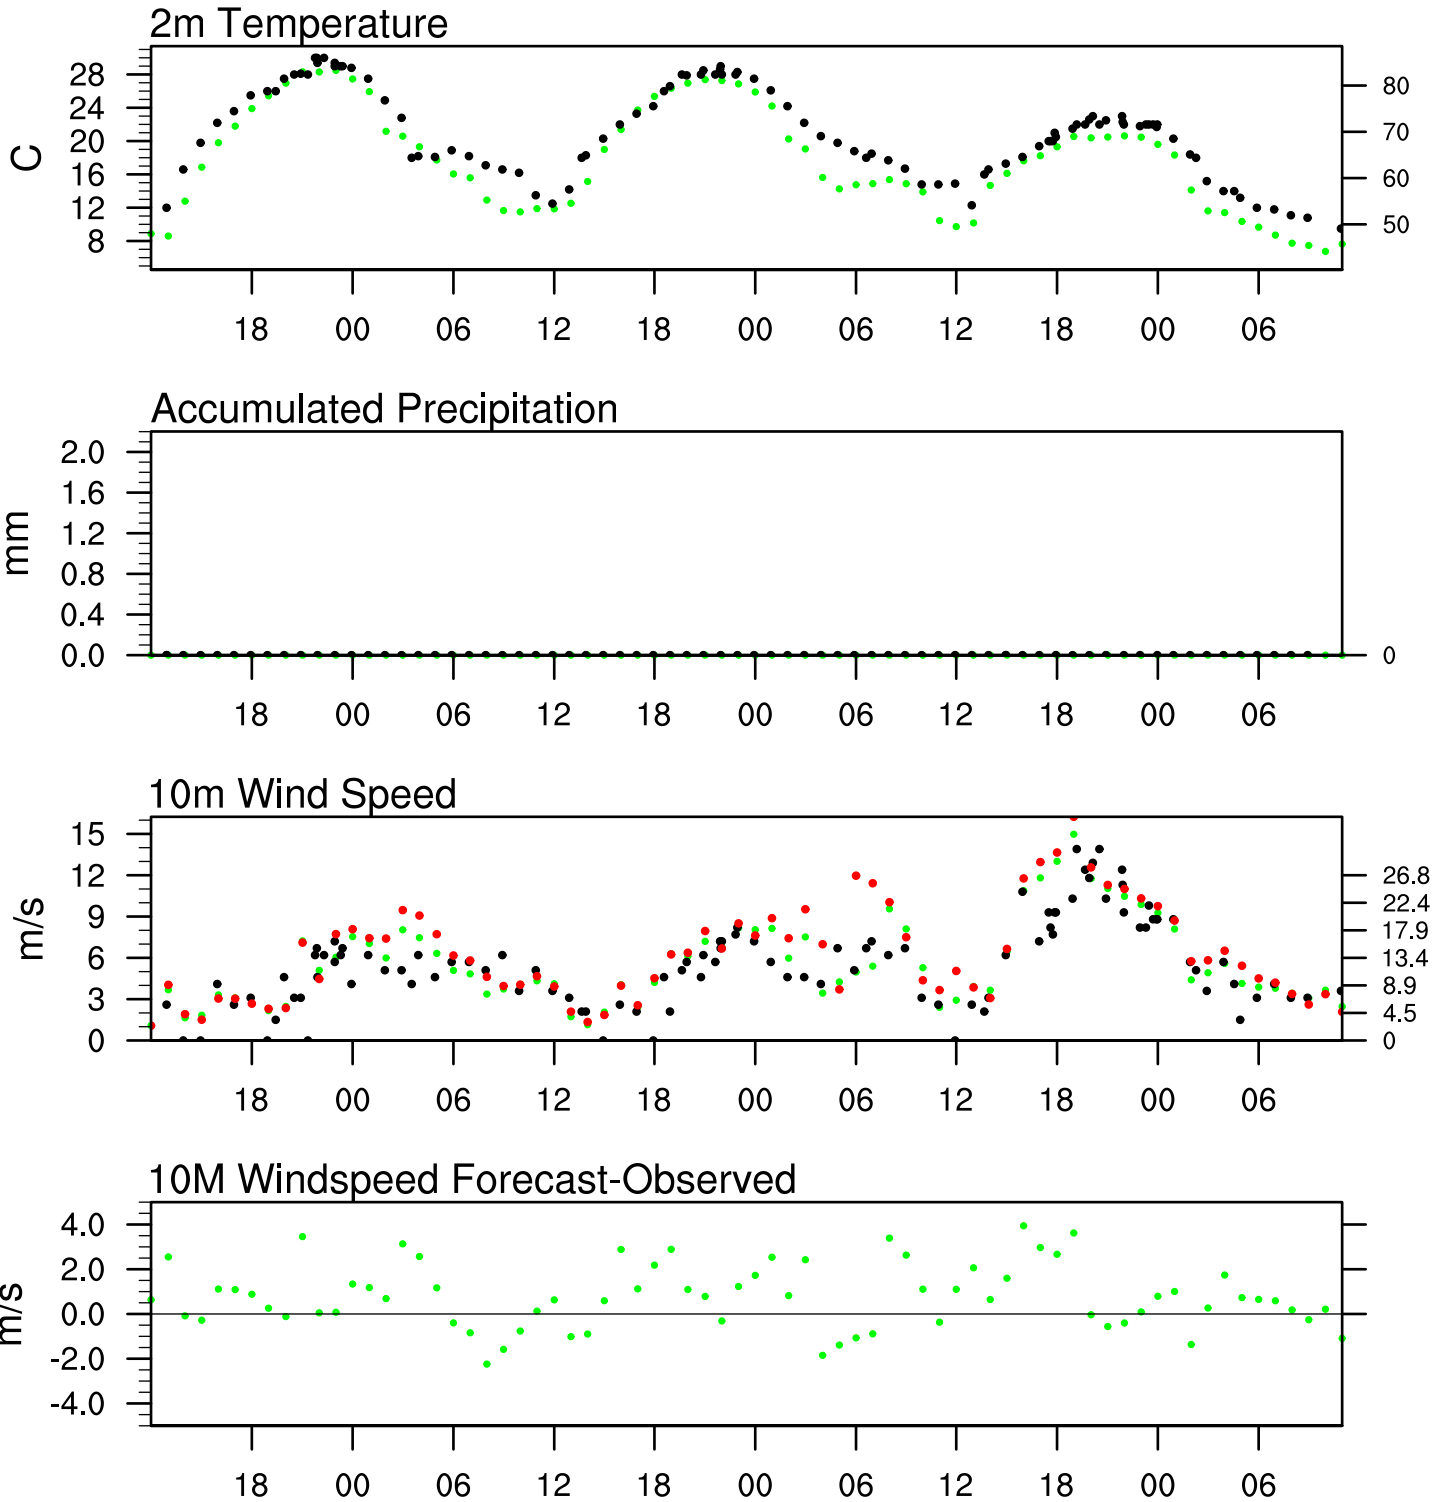 2m Temperature
C
28
24
20
16
12
8
80
70
60
50
18 00 06 12 18 00 06 12 18 00 06
Accumulated Precipitation
mm
2.0
1.6
1.2
0.8
0.4
0.0
0
18 00 06 12 18 00 06 12 18 00 06
10m Wind Speed
m/s
15
12
9
6
3
0
26.8
22.4
17.9
13.4
8.9
4.5
0
18 00 06 12 18 00 06 12 18 00 06
10M Windspeed Forecast-Observed
m/s
4.0
2.0
0.0
-2.0
-4.0
18 00 06 12 18 00 06 12 18 00 06